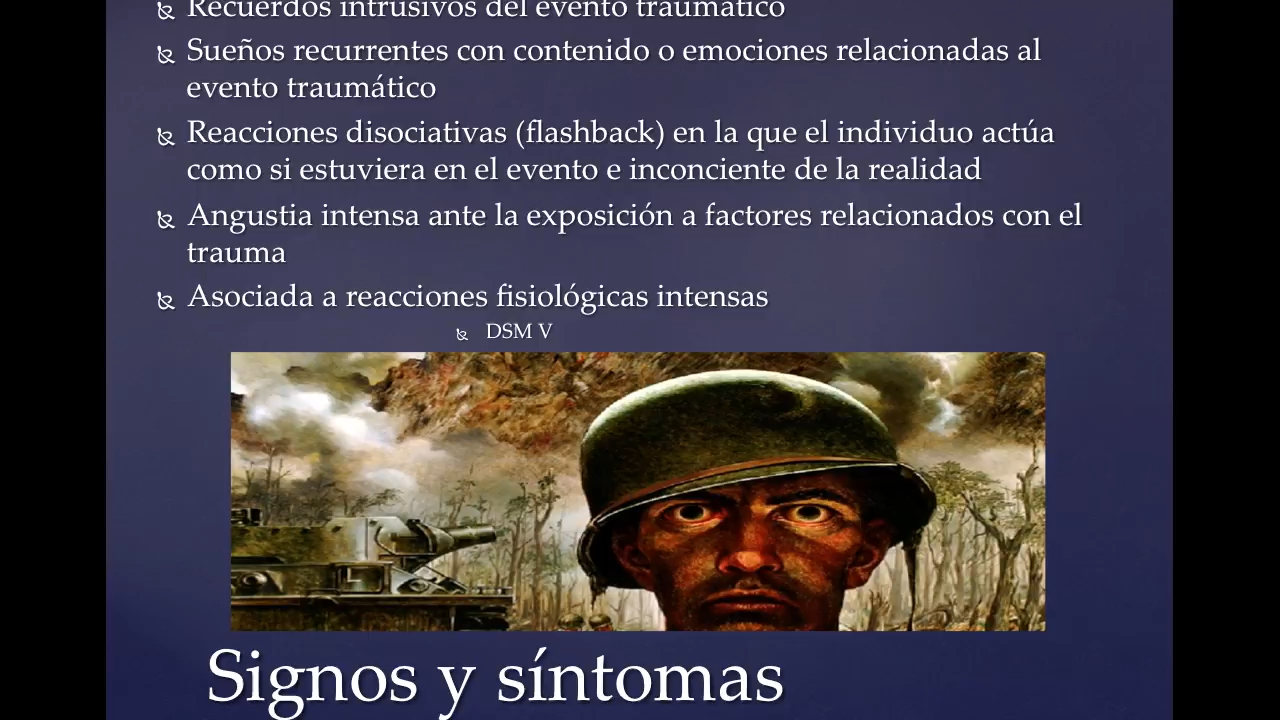 Recuerdos intrusivos del evento traumático
Sueños recurrentes con contenido o emociones relacionadas al
evento traumático
Reacciones disociativas (flashback) en la que el individuo actúa
como si estuviera en el evento e inconciente de la realidad
Angustia intensa ante la exposición a factores relacionados con el
trauma
Asociada a reacciones fisiológicas intensas
DSM V
Signos y síntomas